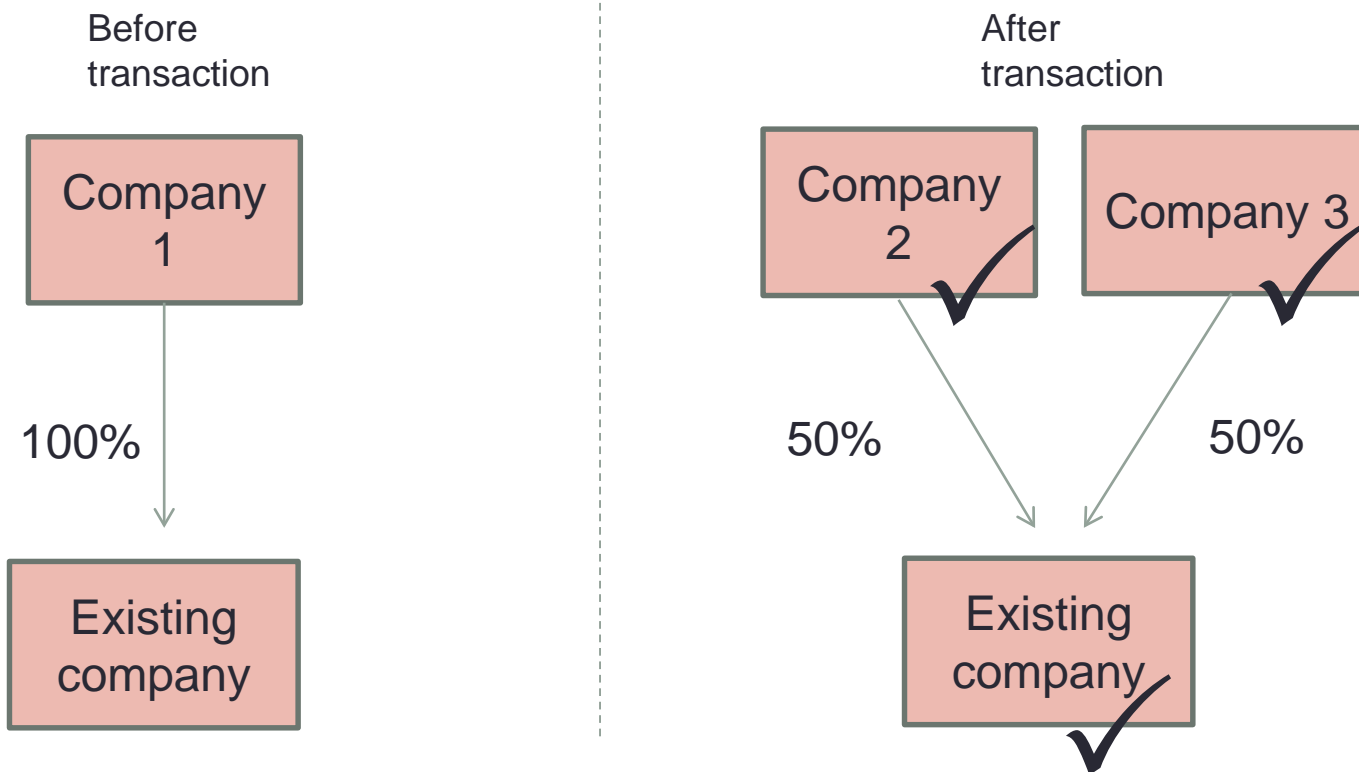 Before
transaction
Company
1
100%
Existing
company
After
transaction
Company
2
Company 3
50%
50%
Existing
company